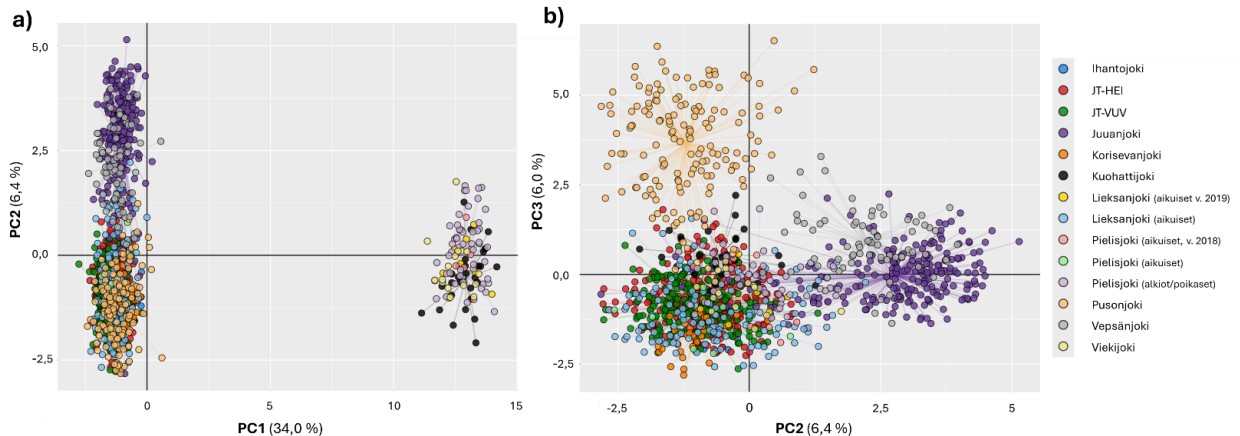 a)
5,0
2,5
0,0
-2,5
PC2 (6,4 %)
0
5
10
15
PC1 (34,0 %)
b)
5,0
2,5
0,0
-2,5
PC3 (6,0 %)
-2,5
0
2,5
5
PC2 (6,4 %)
Ihantojoki
JT-HEI
JT-VUV
Juuanjoki
Korisevanjoki
Kuohattijoki
Lieksanjoki (aikuiset v. 2019)
Lieksanjoki (aikuiset)
Pielisjoki (aikuiset, v. 2018)
Pielisjoki (aikuiset)
Pielisjoki (alkiot/poikaset)
Pusonjoki
Vepsänjoki
Viekijoki